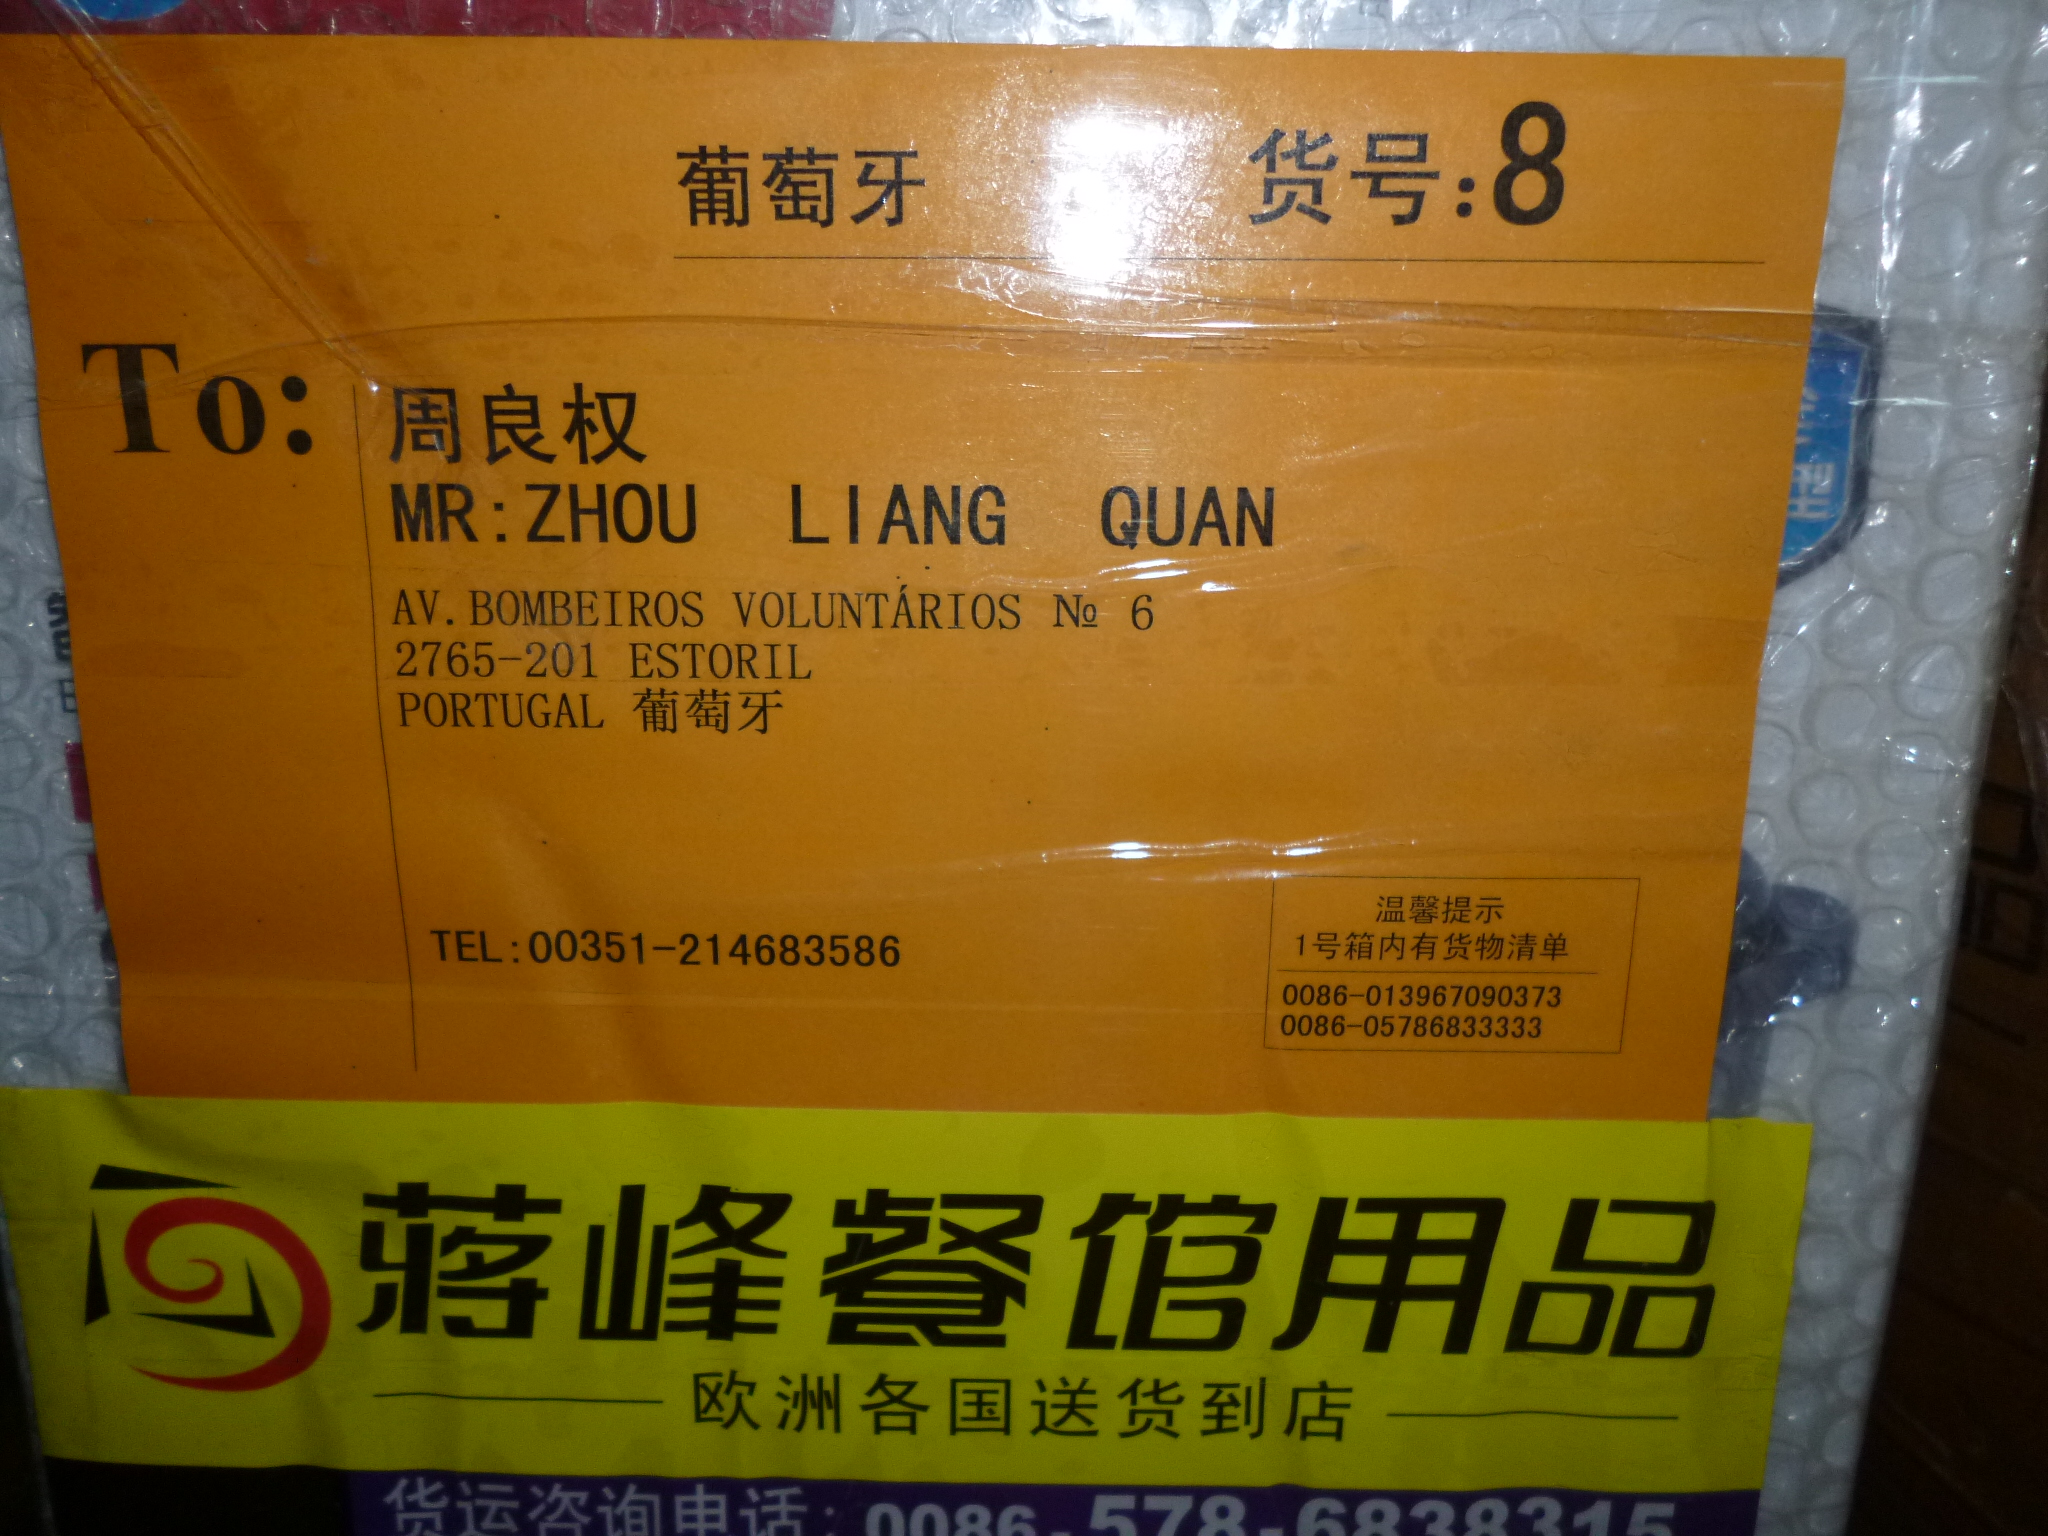 葡萄牙 货号:8
To:
周良权
MR:ZHOU LIANG QUAN
AV.BOMBEIROS VOLUNTÁRIOS № 6
2765-201 ESTORIL
PORTUGAL 葡萄牙
TEL:00351-214683586
温馨提示
1号箱内有货物清单
0086-013967090373
0086-05786833333
蒋峰餐馆用品
欧洲各国送货到店
货运咨询电话: 0086-578-6838315